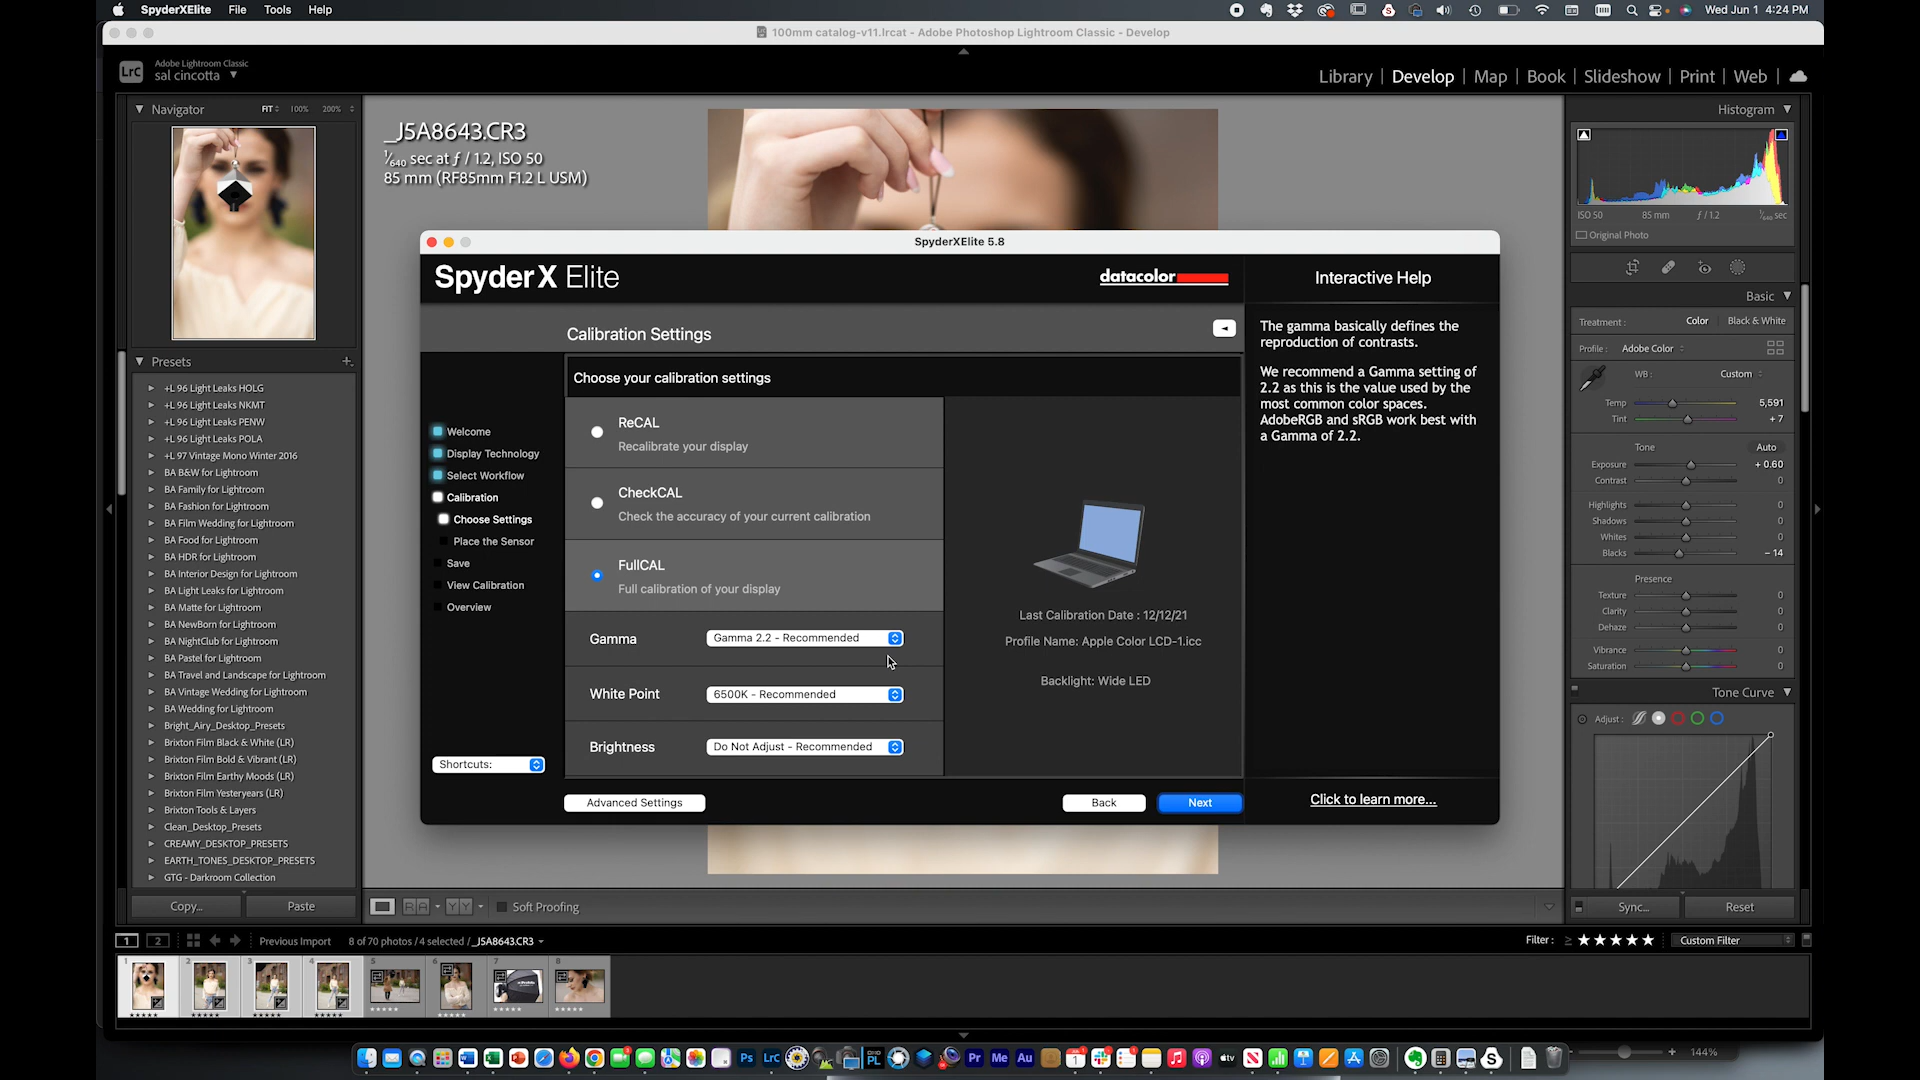 SpyderXElite File Tools Help
Wed Jun 1 4:24 PM
100mm catalog-v11.lrcat - Adobe Photoshop Lightroom Classic - Develop
LrC
Adobe Lightroom Classic
sal cincotta
Library | Develop | Map | Book | Slideshow | Print | Web
Navigator FIT 100% 200%
_J5A8643.CR3
1/640 sec at ƒ / 1.2, ISO 50
85 mm (RF85mm F1.2 L USM)
Presets
+L 96 Light Leaks HOLG
+L 96 Light Leaks NKMT
+L 96 Light Leaks PENW
+L 96 Light Leaks POLA
+L 97 Vintage Mono Winter 2016
BA B&W for Lightroom
BA Family for Lightroom
BA Fashion for Lightroom
BA Film Wedding for Lightroom
BA Food for Lightroom
BA HDR for Lightroom
BA Interior Design for Lightroom
BA Light Leaks for Lightroom
BA Matte for Lightroom
BA NewBorn for Lightroom
BA NightClub for Lightroom
BA Pastel for Lightroom
BA Travel and Landscape for Lightroom
BA Vintage Wedding for Lightroom
BA Wedding for Lightroom
Bright_Airy_Desktop_Presets
Brixton Film Black & White (LR)
Brixton Film Bold & Vibrant (LR)
Brixton Film Earthy Moods (LR)
Brixton Film Yesteryears (LR)
Brixton Tools & Layers
Clean_Desktop_Presets
CREAMY_DESKTOP_PRESETS
EARTH_TONES_DESKTOP_PRESETS
GTG - Darkroom Collection
Copy... Paste
SpyderXElite 5.8
SpyderX Elite
datacolor
Interactive Help
Calibration Settings
Choose your calibration settings
Welcome
Display Technology
Select Workflow
Calibration
Choose Settings
Place the Sensor
Save
View Calibration
Overview
Shortcuts:
ReCAL
Recalibrate your display
CheckCAL
Check the accuracy of your current calibration
FullCAL
Full calibration of your display
Gamma Gamma 2.2 - Recommended
White Point 6500K - Recommended
Brightness Do Not Adjust - Recommended
Last Calibration Date : 12/12/21
Profile Name: Apple Color LCD-1.icc
Backlight: Wide LED
The gamma basically defines the
reproduction of contrasts.
We recommend a Gamma setting of
2.2 as this is the value used by the
most common color spaces.
AdobeRGB and sRGB work best with
a Gamma of 2.2.
Advanced Settings Back Next
Click to learn more...
Histogram
ISO 50 85 mm ƒ / 1.2 1/640 sec
Original Photo
Basic
Treatment : Color Black & White
Profile : Adobe Color
WB : Custom
Temp 5,591
Tint + 7
Tone Auto
Exposure + 0.60
Contrast 0
Highlights 0
Shadows 0
Whites 0
Blacks - 14
Presence
Texture 0
Clarity 0
Dehaze 0
Vibrance 0
Saturation 0
Tone Curve
Adjust :
Sync... Reset
RA YY Soft Proofing
1 2 Previous Import 8 of 70 photos / 4 selected / _J5A8643.CR3
Filter : ≥ ★★★★★ Custom Filter
1 2 3 4 5 6 7 8
Ps LrC PL Pr Me Au tv
144%